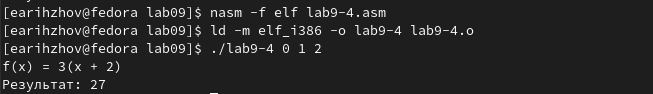 [earihzhov@fedora lab09]$ nasm -f elf lab9-4.asm
[earihzhov@fedora lab09]$ ld -m elf_i386 -o lab9-4 lab9-4.o
[earihzhov@fedora lab09]$ ./lab9-4 0 1 2
f(x) = 3(x + 2)
Результат: 27